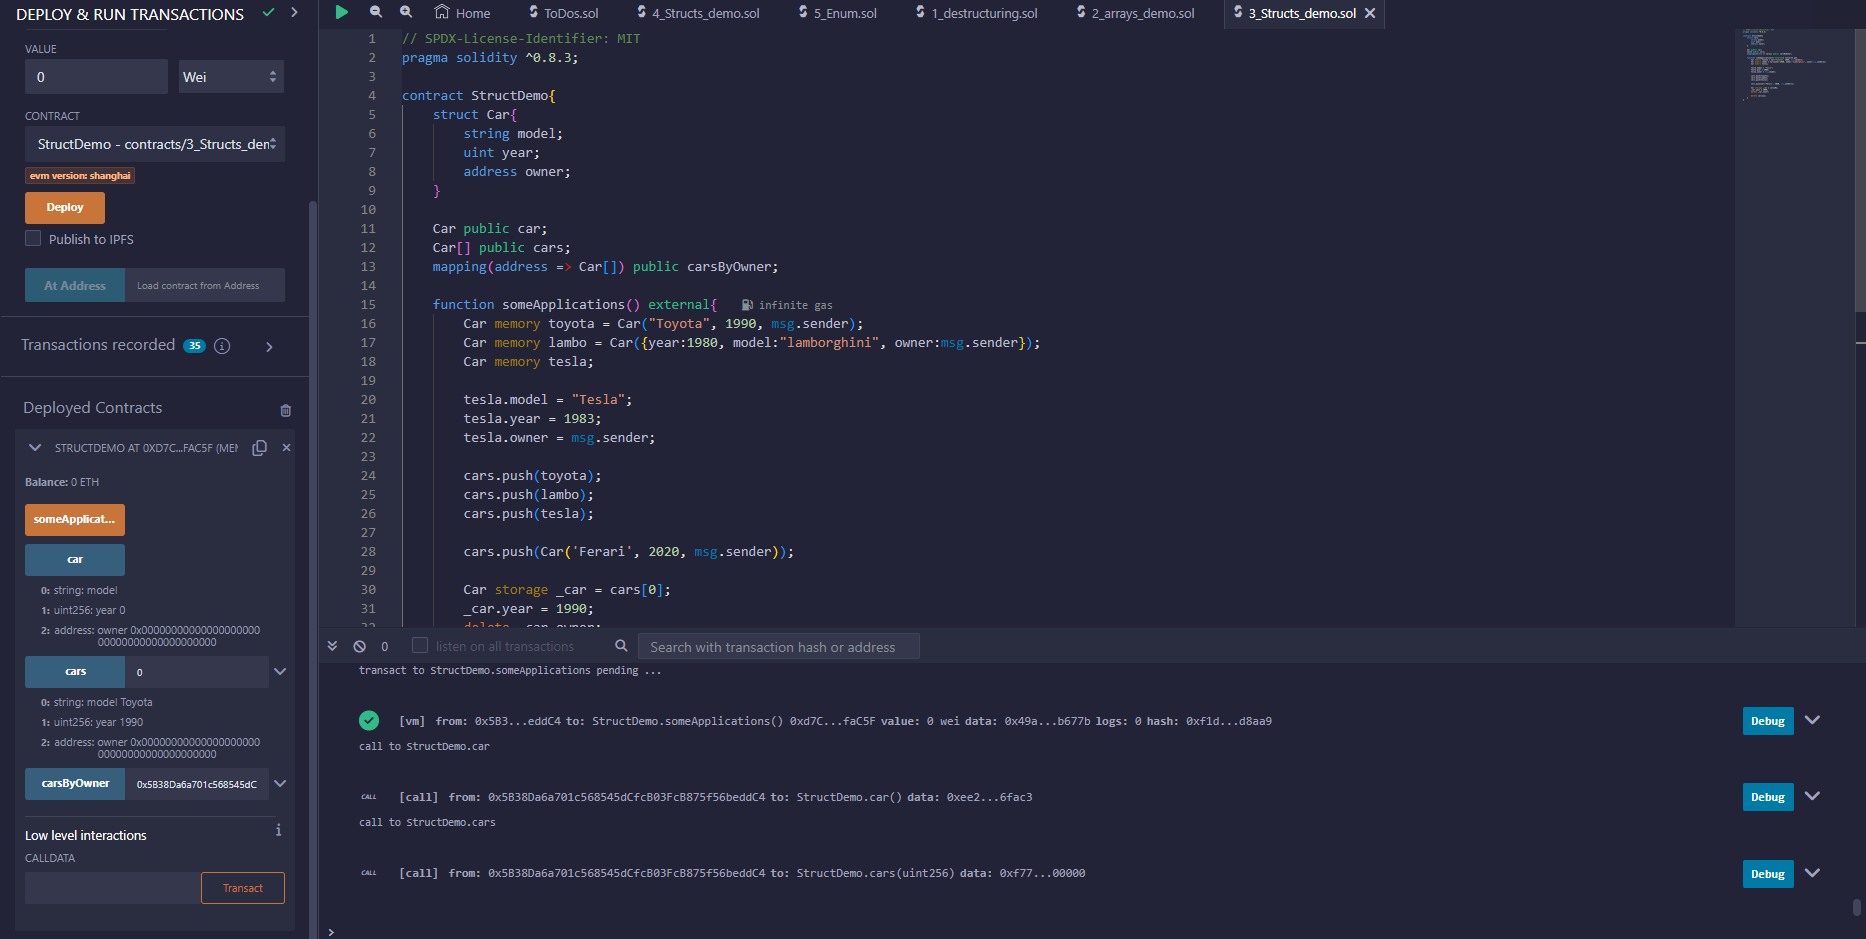 DEPLOY & RUN TRANSACTIONS
VALUE
0
Wei
CONTRACT
StructDemo - contracts/3_Structs_den
evm version: shanghai
Deploy
Publish to IPFS
At Address
Load contract from Address
Transactions recorded 35 i
Deployed Contracts
STRUCTDEMO AT 0XD7C...FAC5F (MEM
Balance: 0 ETH
someApplicat...
car
0: string: model
1: uint256: year 0
2: address: owner 0x00000000000000000000
00000000000000000000
cars
0
0: string: model Toyota
1: uint256: year 1990
2: address: owner 0x00000000000000000000
00000000000000000000
carsByOwner
0x5B38Da6a701c568545dC
Low level interactions
i
CALLDATA
Transact
Home
ToDos.sol
4_Structs_demo.sol
5_Enum.sol
1_destructuring.sol
2_arrays_demo.sol
3_Structs_demo.sol
1 // SPDX-License-Identifier: MIT
2 pragma solidity ^0.8.3;
3
4 contract StructDemo{
5 struct Car{
6 string model;
7 uint year;
8 address owner;
9 }
10
11 Car public car;
12 Car[] public cars;
13 mapping(address => Car[]) public carsByOwner;
14
15 function someApplications() external{ infinite gas
16 Car memory toyota = Car("Toyota", 1990, msg.sender);
17 Car memory lambo = Car({year:1980, model:"lamborghini", owner:msg.sender});
18 Car memory tesla;
19
20 tesla.model = "Tesla";
21 tesla.year = 1983;
22 tesla.owner = msg.sender;
23
24 cars.push(toyota);
25 cars.push(lambo);
26 cars.push(tesla);
27
28 cars.push(Car('Ferari', 2020, msg.sender));
29
30 Car storage _car = cars[0];
31 _car.year = 1990;
32 delete _car.owner;
0
listen on all transactions
Search with transaction hash or address
transact to StructDemo.someApplications pending ...
[vm] from: 0x5B3...eddC4 to: StructDemo.someApplications() 0xd7C...faC5F value: 0 wei data: 0x49a...b677b logs: 0 hash: 0xf1d...d8aa9
Debug
call to StructDemo.car
CALL [call] from: 0x5B38Da6a701c568545dCfcB03FcB875f56beddC4 to: StructDemo.car() data: 0xee2...6fac3
Debug
call to StructDemo.cars
CALL [call] from: 0x5B38Da6a701c568545dCfcB03FcB875f56beddC4 to: StructDemo.cars(uint256) data: 0xf77...00000
Debug
>